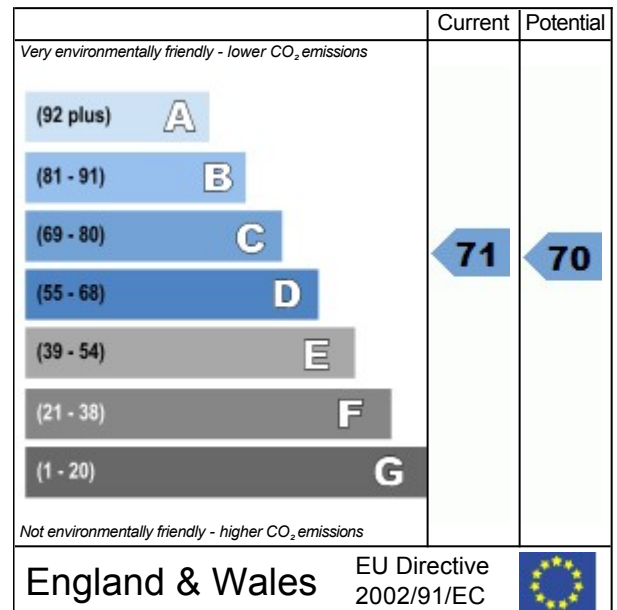 Current Potential
Very environmentally friendly - lower CO₂ emissions
(92 plus) A
(81 - 91) B
(69 - 80) C
71 70
(55 - 68) D
(39 - 54) E
(21 - 38) F
(1 - 20) G
Not environmentally friendly - higher CO₂ emissions
England & Wales
EU Directive
2002/91/EC